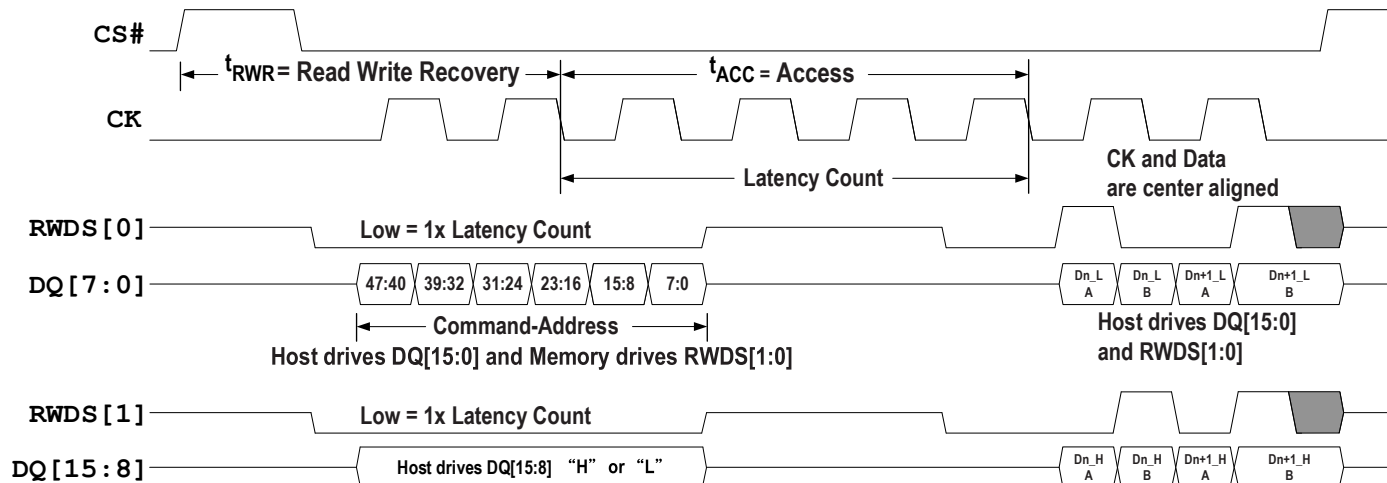 CS#
tRWR= Read Write Recovery
tACC = Access
CK
Latency Count
CK and Data
are center aligned
RWDS[0]
Low = 1x Latency Count
DQ[7:0]
47:40 39:32 31:24 23:16 15:8 7:0
Dn_L A
Dn_L B
Dn+1_L A
Dn+1_L B
Command-Address
Host drives DQ[15:0] and Memory drives RWDS[1:0]
Host drives DQ[15:0]
and RWDS[1:0]
RWDS[1]
Low = 1x Latency Count
DQ[15:8]
Host drives DQ[15:8] “H” or “L”
Dn_H A
Dn_H B
Dn+1_H A
Dn+1_H B